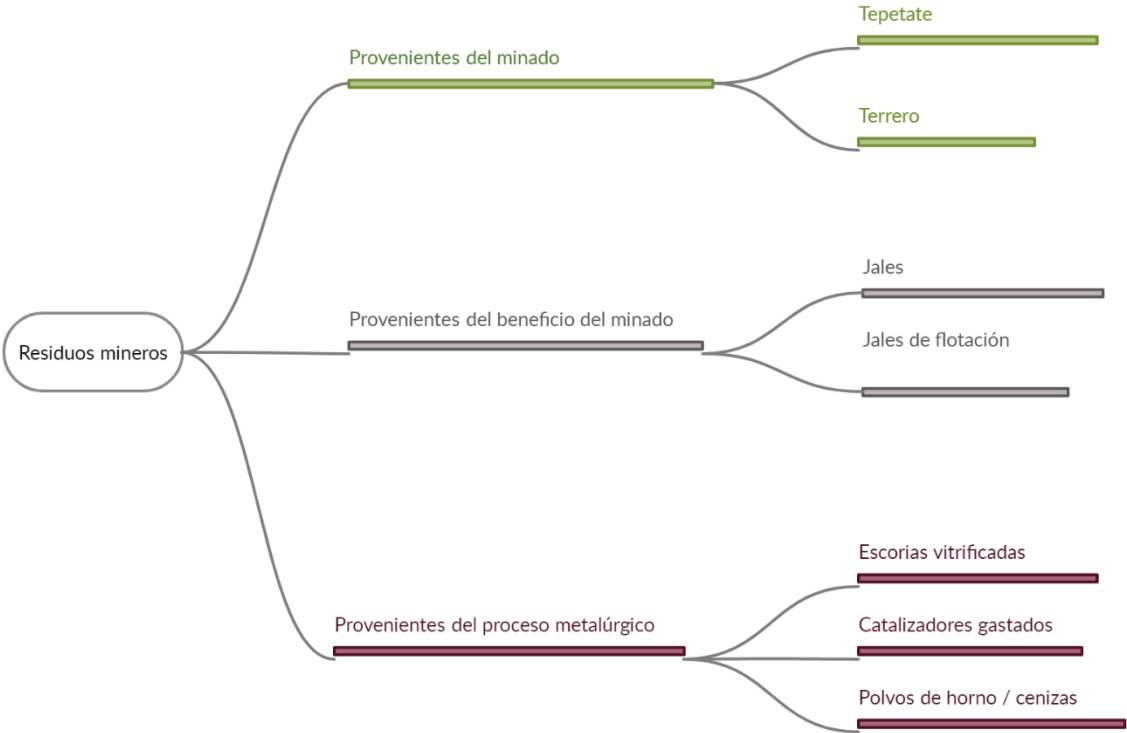 Residuos mineros
Provenientes del minado
Tepetate
Terrero
Provenientes del beneficio del minado
Jales
Jales de flotación
Provenientes del proceso metalúrgico
Escorias vitrificadas
Catalizadores gastados
Polvos de horno / cenizas